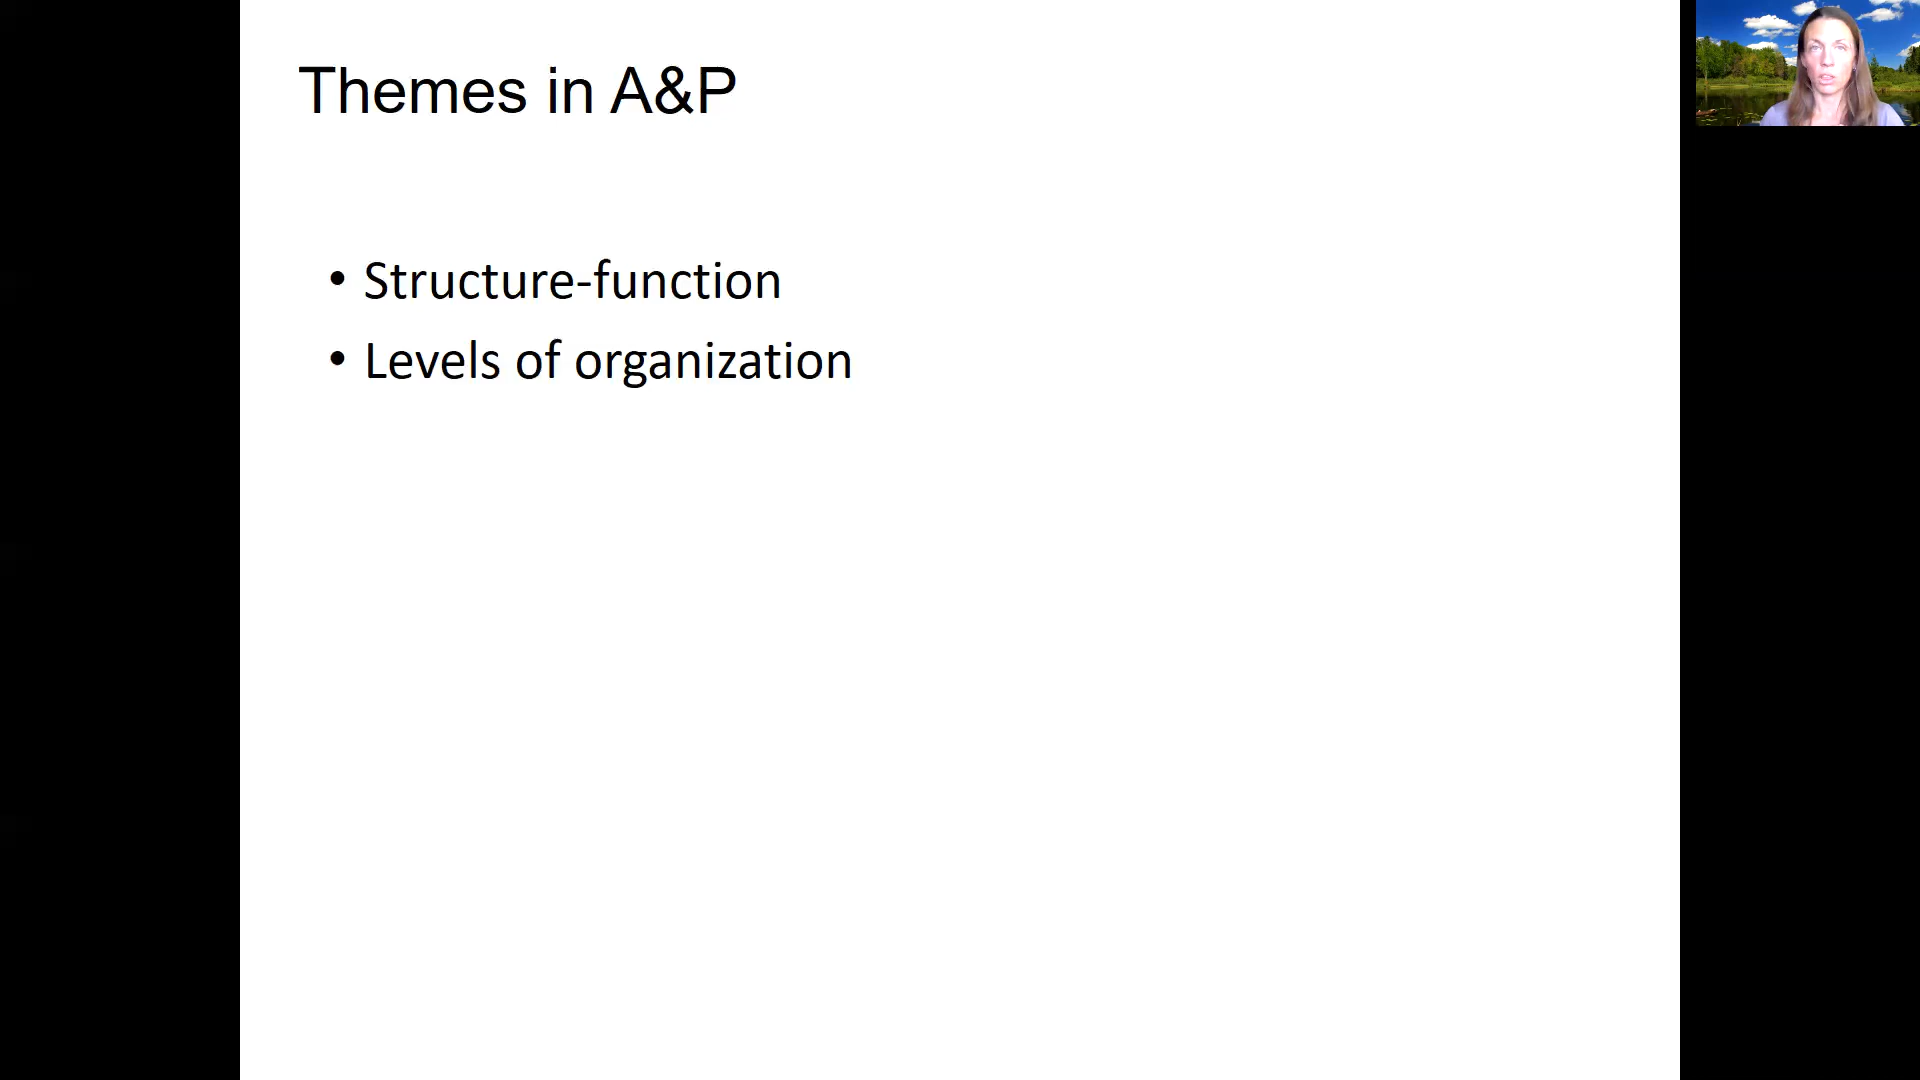 Themes in A&P
• Structure-function
• Levels of organization